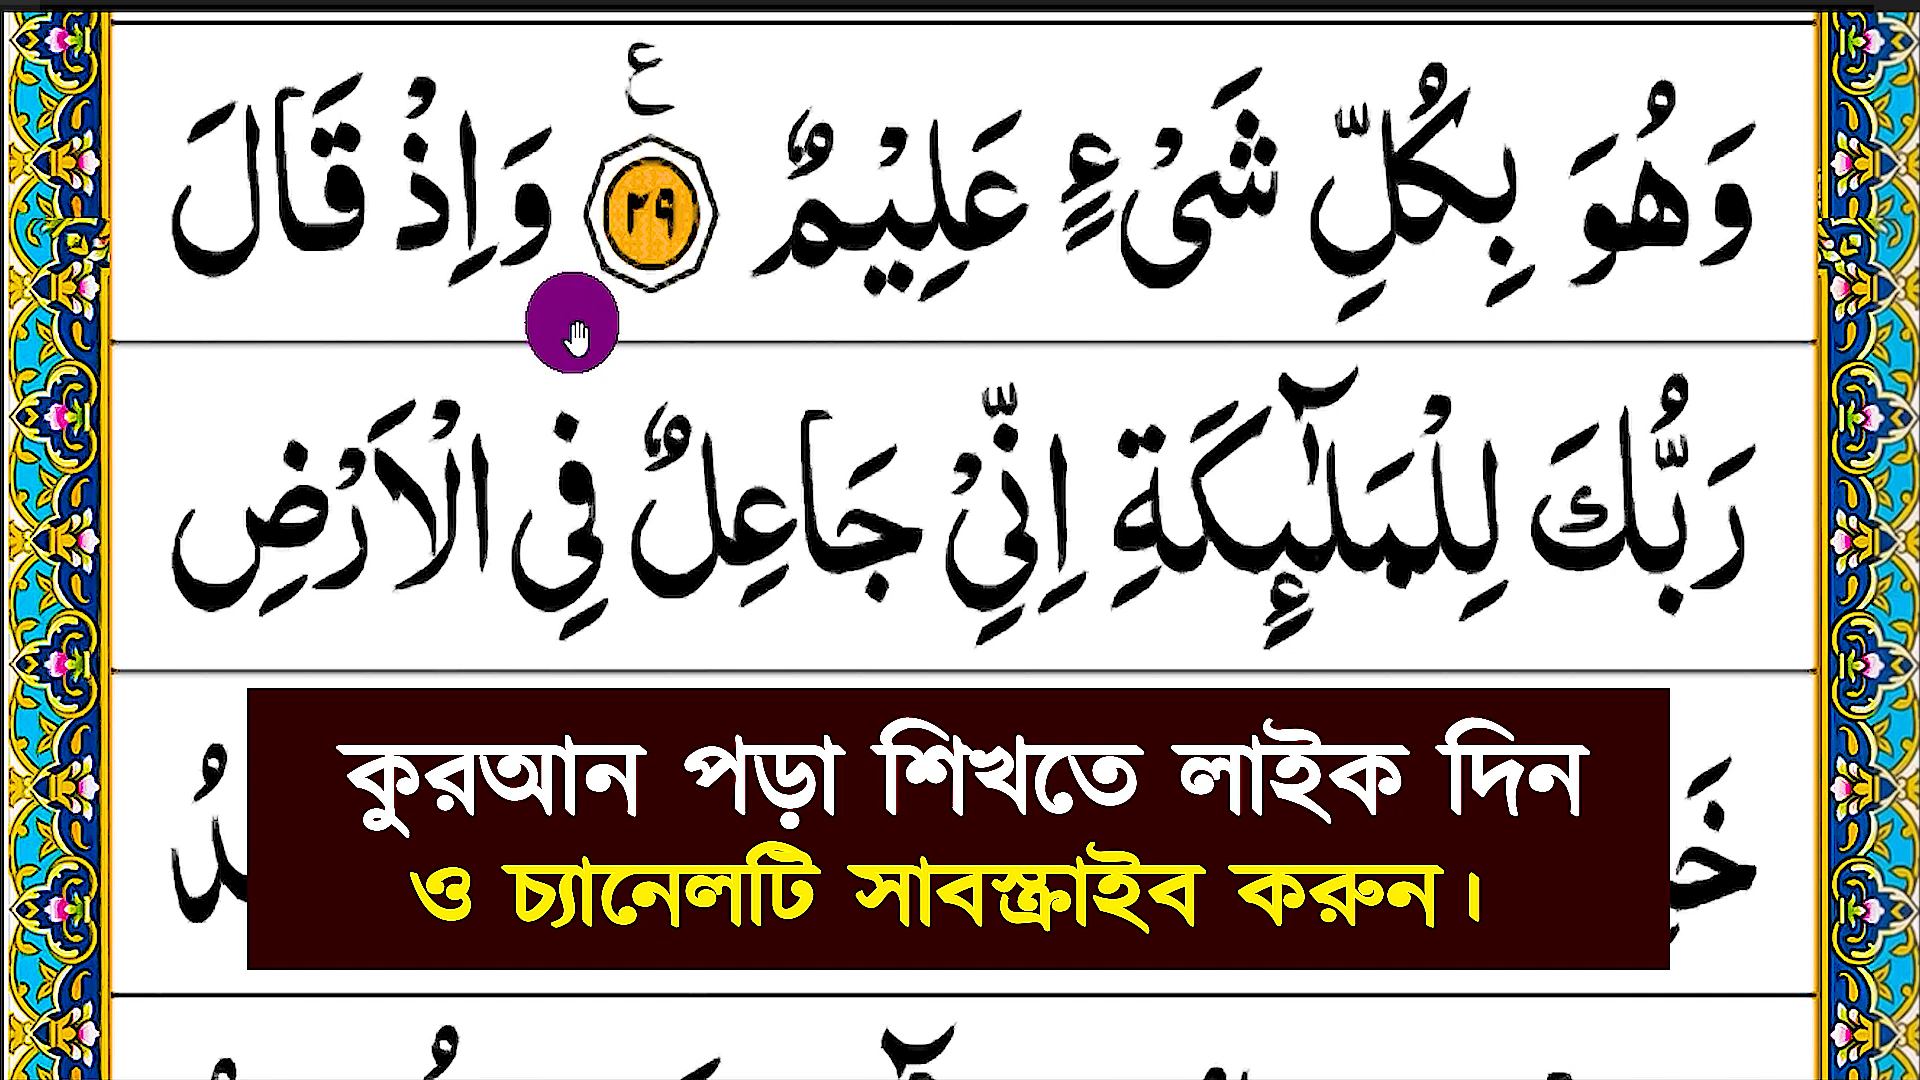 وَهُوَ بِكُلِّ شَیْءٍ عَلِیْمٌ ﴿۲۹﴾ ع وَاِذْ قَالَ
رَبُّكَ لِلْمَلٰٓىِٕكَةِ اِنِّیْ جَاعِلٌ فِی الْاَرْضِ
কুরআন পড়া শিখতে লাইক দিন
ও চ্যানেলটি সাবস্ক্রাইব করুন।